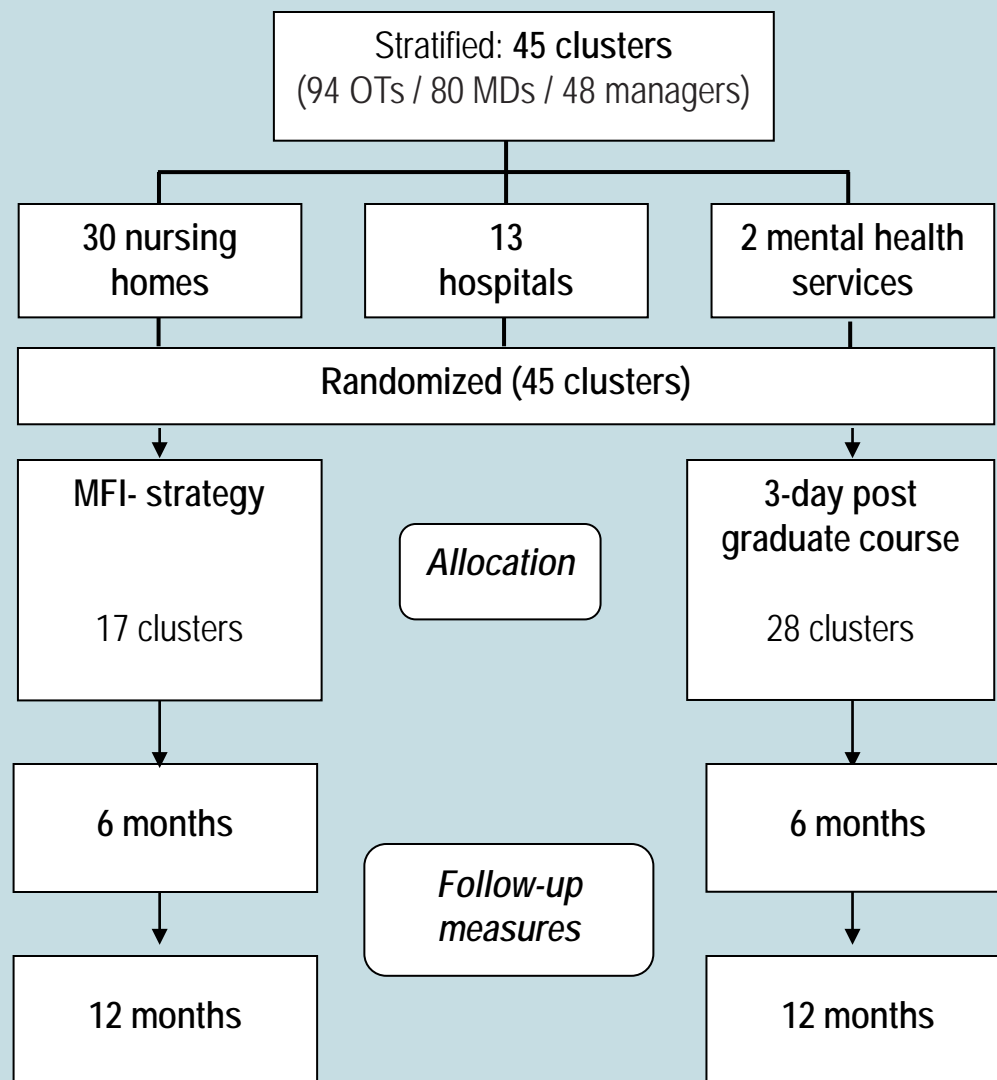 Stratified: 45 clusters
(94 OTs / 80 MDs / 48 managers)
30 nursing
homes
13
hospitals
2 mental health
services
Randomized (45 clusters)
MFI- strategy
17 clusters
Allocation
3-day post
graduate course
28 clusters
6 months
6 months
Follow-up
measures
12 months
12 months